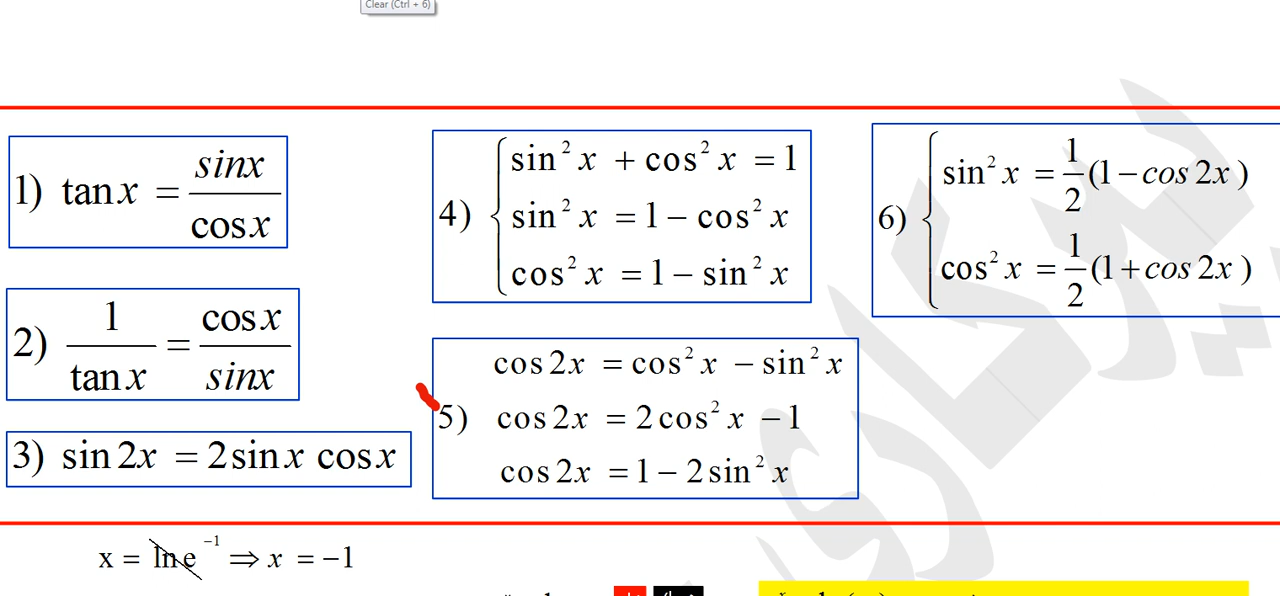 Clear (Ctrl + 6)
1) tan x = sinx / cos x
2) 1 / tan x = cos x / sinx
3) sin 2x = 2 sin x cos x
4) { sin² x + cos² x = 1
sin² x = 1 − cos² x
cos² x = 1 − sin² x
5) cos 2x = cos² x − sin² x
cos 2x = 2 cos² x − 1
cos 2x = 1 − 2 sin² x
6) { sin² x = 1/2 (1 − cos 2x)
cos² x = 1/2 (1 + cos 2x)
x = ln e⁻¹ ⇒ x = −1